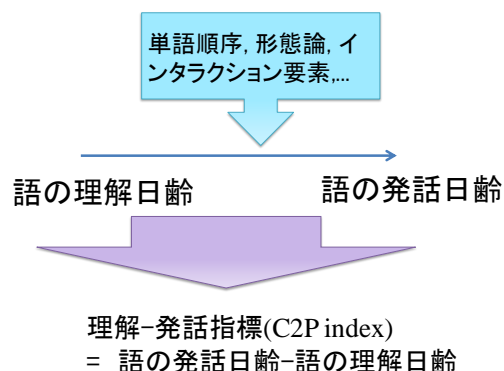 単語順序, 形態論, イ
ンタラクション要素,...
語の理解日齢
語の発話日齢
理解−発話指標(C2P index)
= 語の発話日齢−語の理解日齢